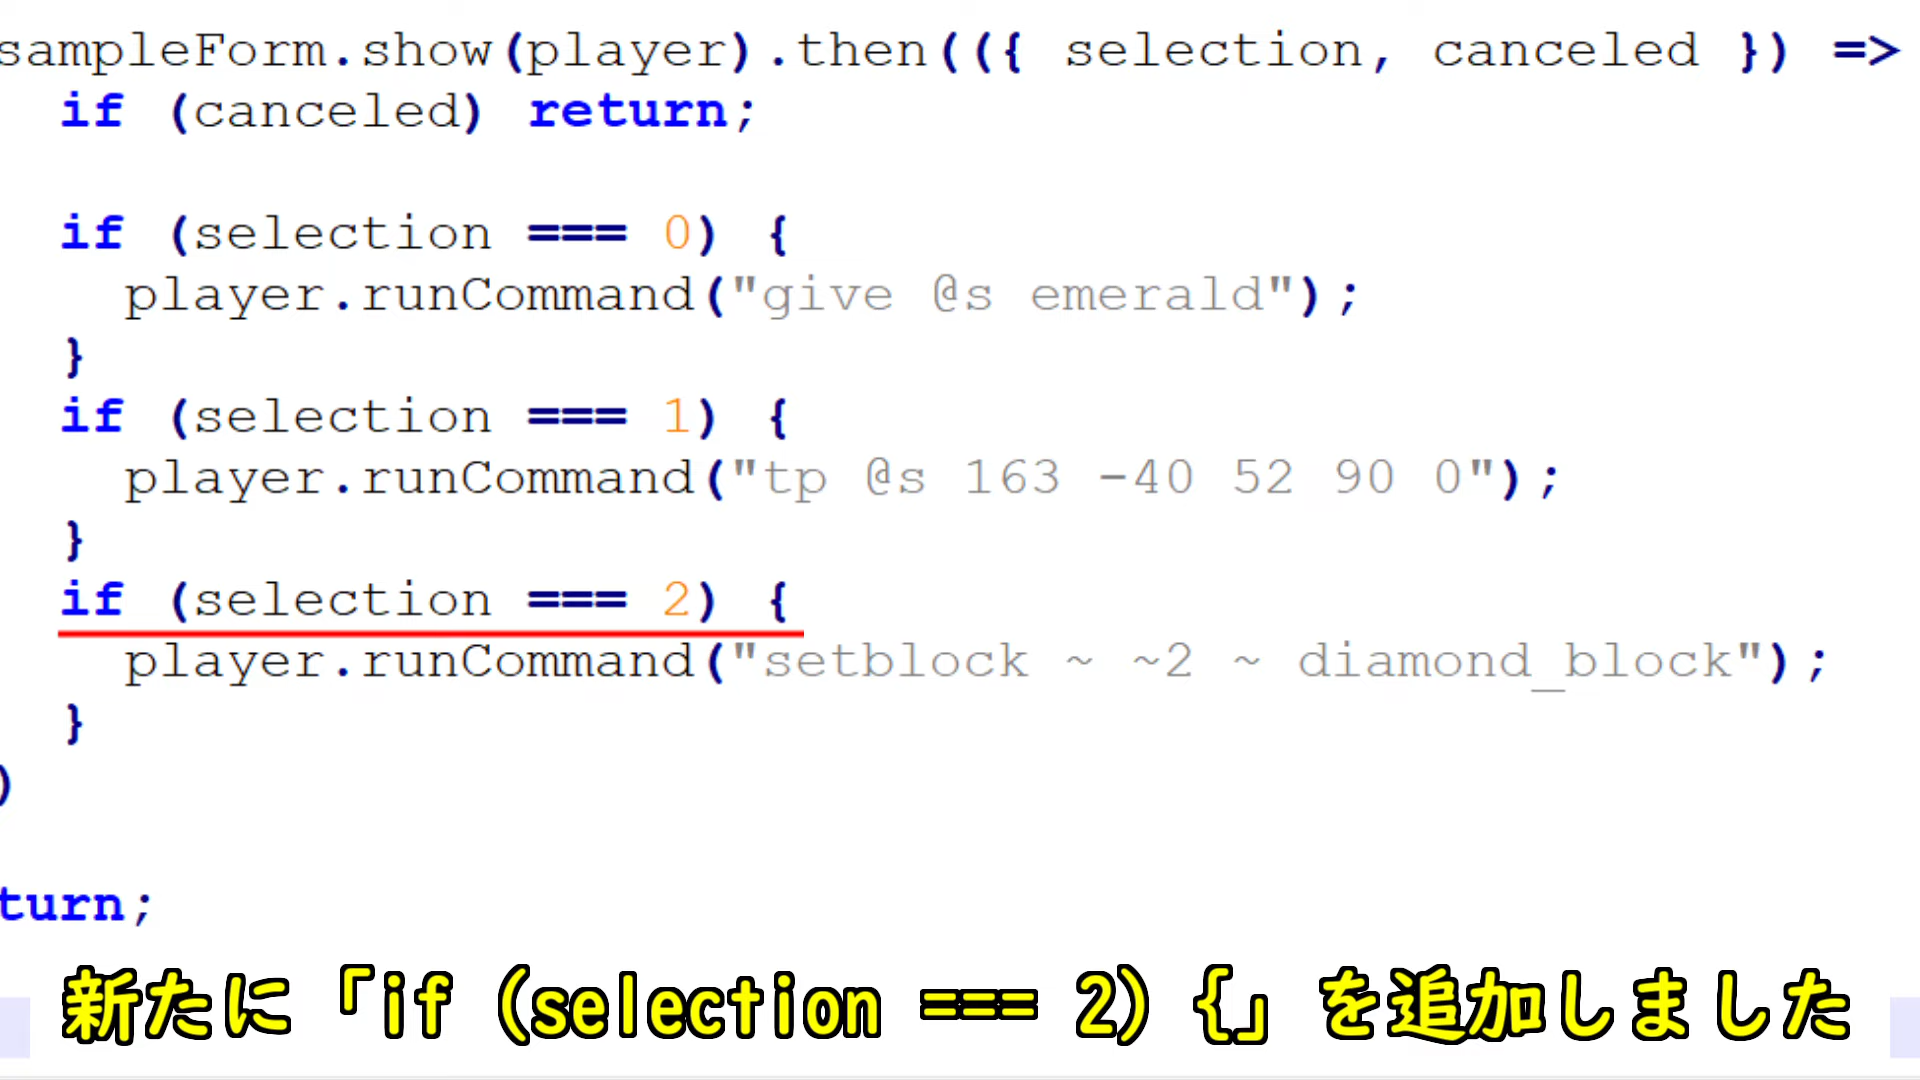 sampleForm.show(player).then(({ selection, canceled }) =>
if (canceled) return;
if (selection === 0) {
player.runCommand("give @s emerald");
}
if (selection === 1) {
player.runCommand("tp @s 163 -40 52 90 0");
}
if (selection === 2) {
player.runCommand("setblock ~ ~2 ~ diamond_block");
}
)
turn;
新たに「if (selection === 2) {」を追加しました